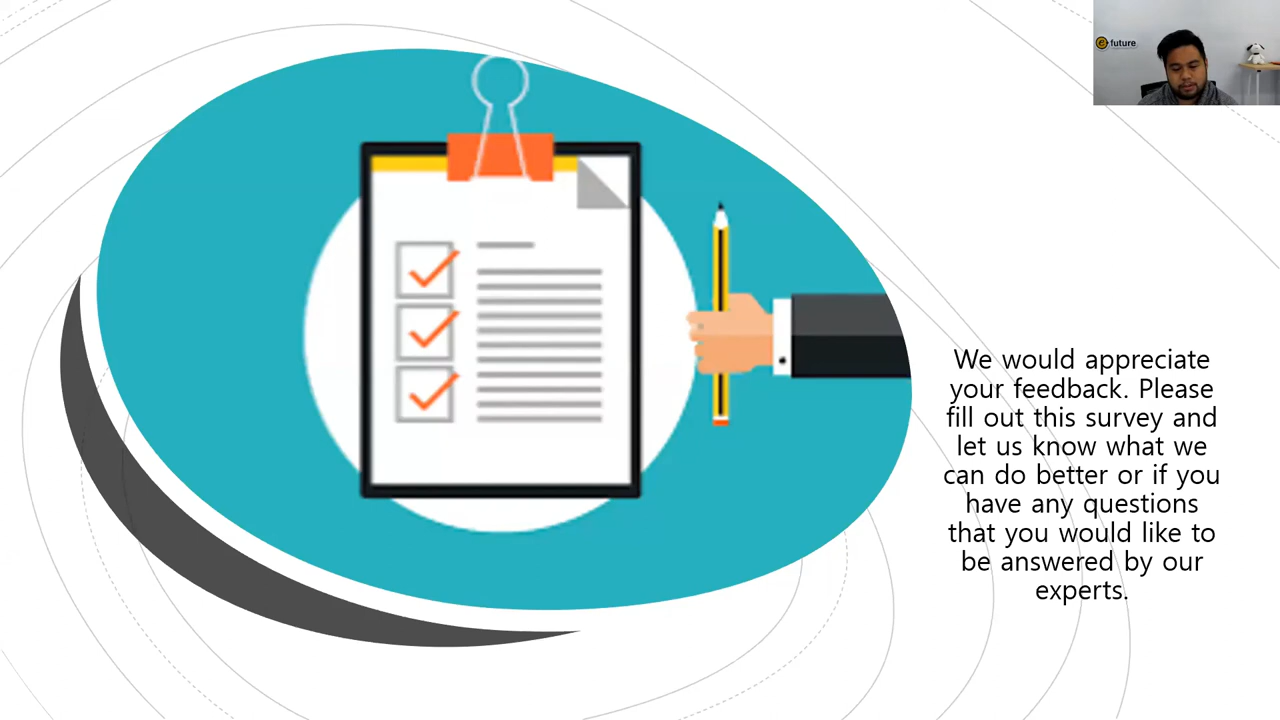 e future
We would appreciate
your feedback. Please
fill out this survey and
let us know what we
can do better or if you
have any questions
that you would like to
be answered by our
experts.